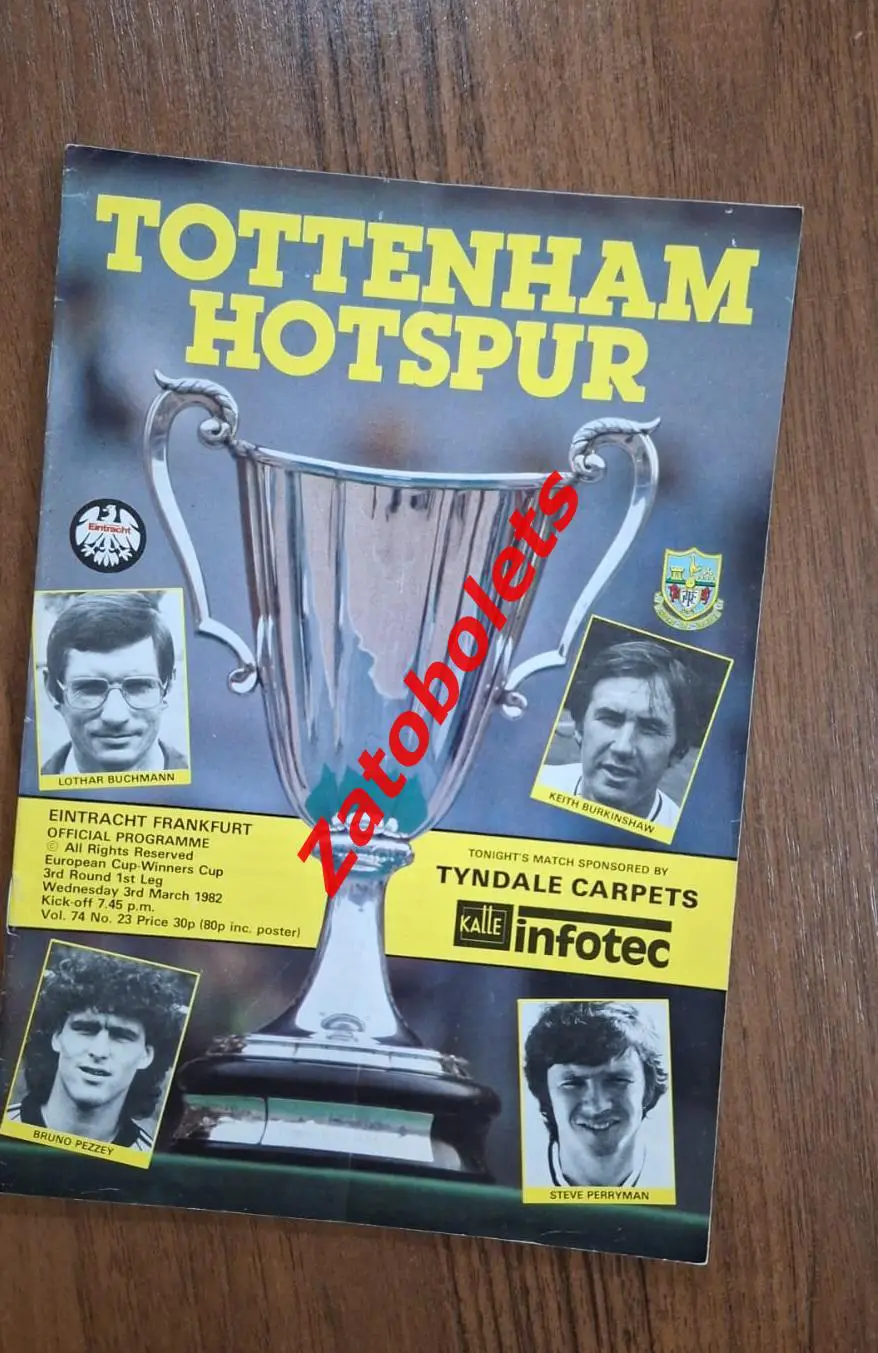 TOTTENHAM
HOTSPUR
Eintracht
LOTHAR BUCHMANN
KEITH BURKINSHAW
EINTRACHT FRANKFURT
OFFICIAL PROGRAMME
© All Rights Reserved
European Cup-Winners Cup
3rd Round 1st Leg
Wednesday 3rd March 1982
Kick-off 7.45 p.m.
Vol. 74 No. 23 Price 30p (80p inc. poster)
TONIGHT'S MATCH SPONSORED BY
TYNDALE CARPETS
KALLE infotec
BRUNO PEZZEY
STEVE PERRYMAN
Zatobolets